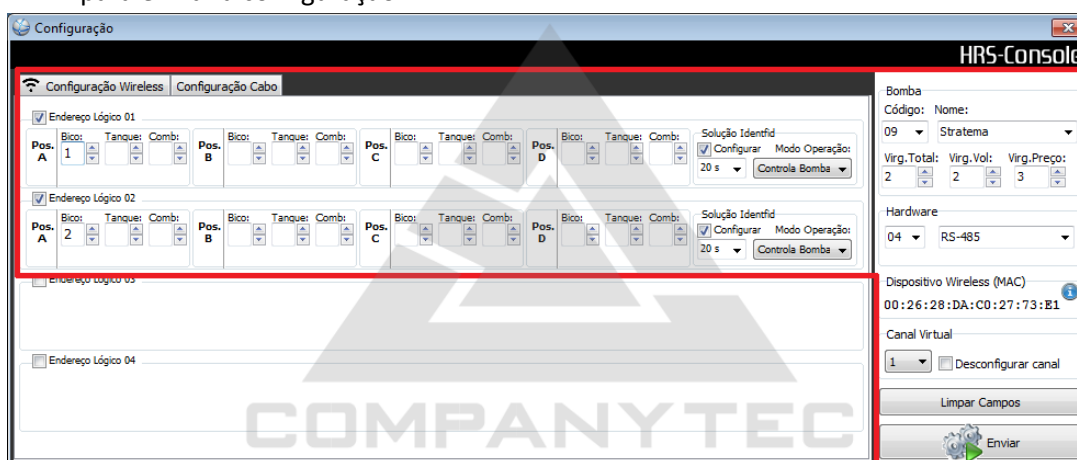 Configuração
HRS-Console
Configuração Wireless Configuração Cabo
Endereço Lógico 01
Pos. A Bico: 1 Tanque: Comb: Pos. B Bico: Tanque: Comb: Pos. C Bico: Tanque: Comb: Pos. D Bico: Tanque: Comb:
Solução Identfid
Configurar Modo Operação:
20 s Controla Bomba
Endereço Lógico 02
Pos. A Bico: 2 Tanque: Comb: Pos. B Bico: Tanque: Comb: Pos. C Bico: Tanque: Comb: Pos. D Bico: Tanque: Comb:
Solução Identfid
Configurar Modo Operação:
20 s Controla Bomba
Endereço Lógico 03
Endereço Lógico 04
Bomba
Código: Nome:
09 Stratema
Virg.Total: Virg.Vol: Virg.Preço:
2 2 3
Hardware
04 RS-485
Dispositivo Wireless (MAC)
00:26:28:DA:C0:27:73:E1
Canal Virtual
1 Desconfigurar canal
Limpar Campos
Enviar
COMPANYTEC